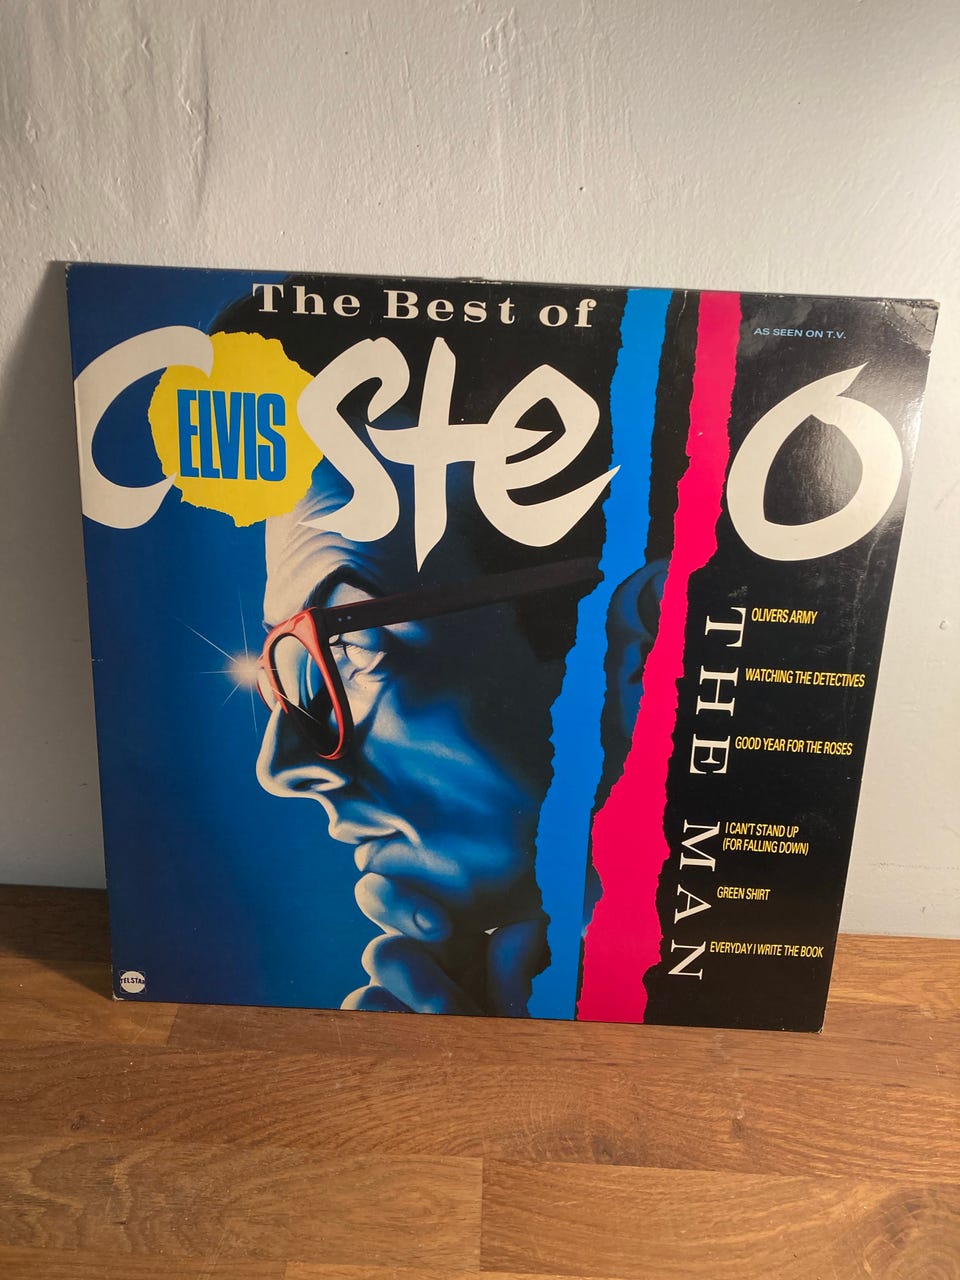 The Best of
AS SEEN ON T.V.
COSTELLO
ELVIS
THE MAN
OLIVERS ARMY
WATCHING THE DETECTIVES
GOOD YEAR FOR THE ROSES
I CAN'T STAND UP
(FOR FALLING DOWN)
GREEN SHIRT
EVERYDAY I WRITE THE BOOK
TELSTAR